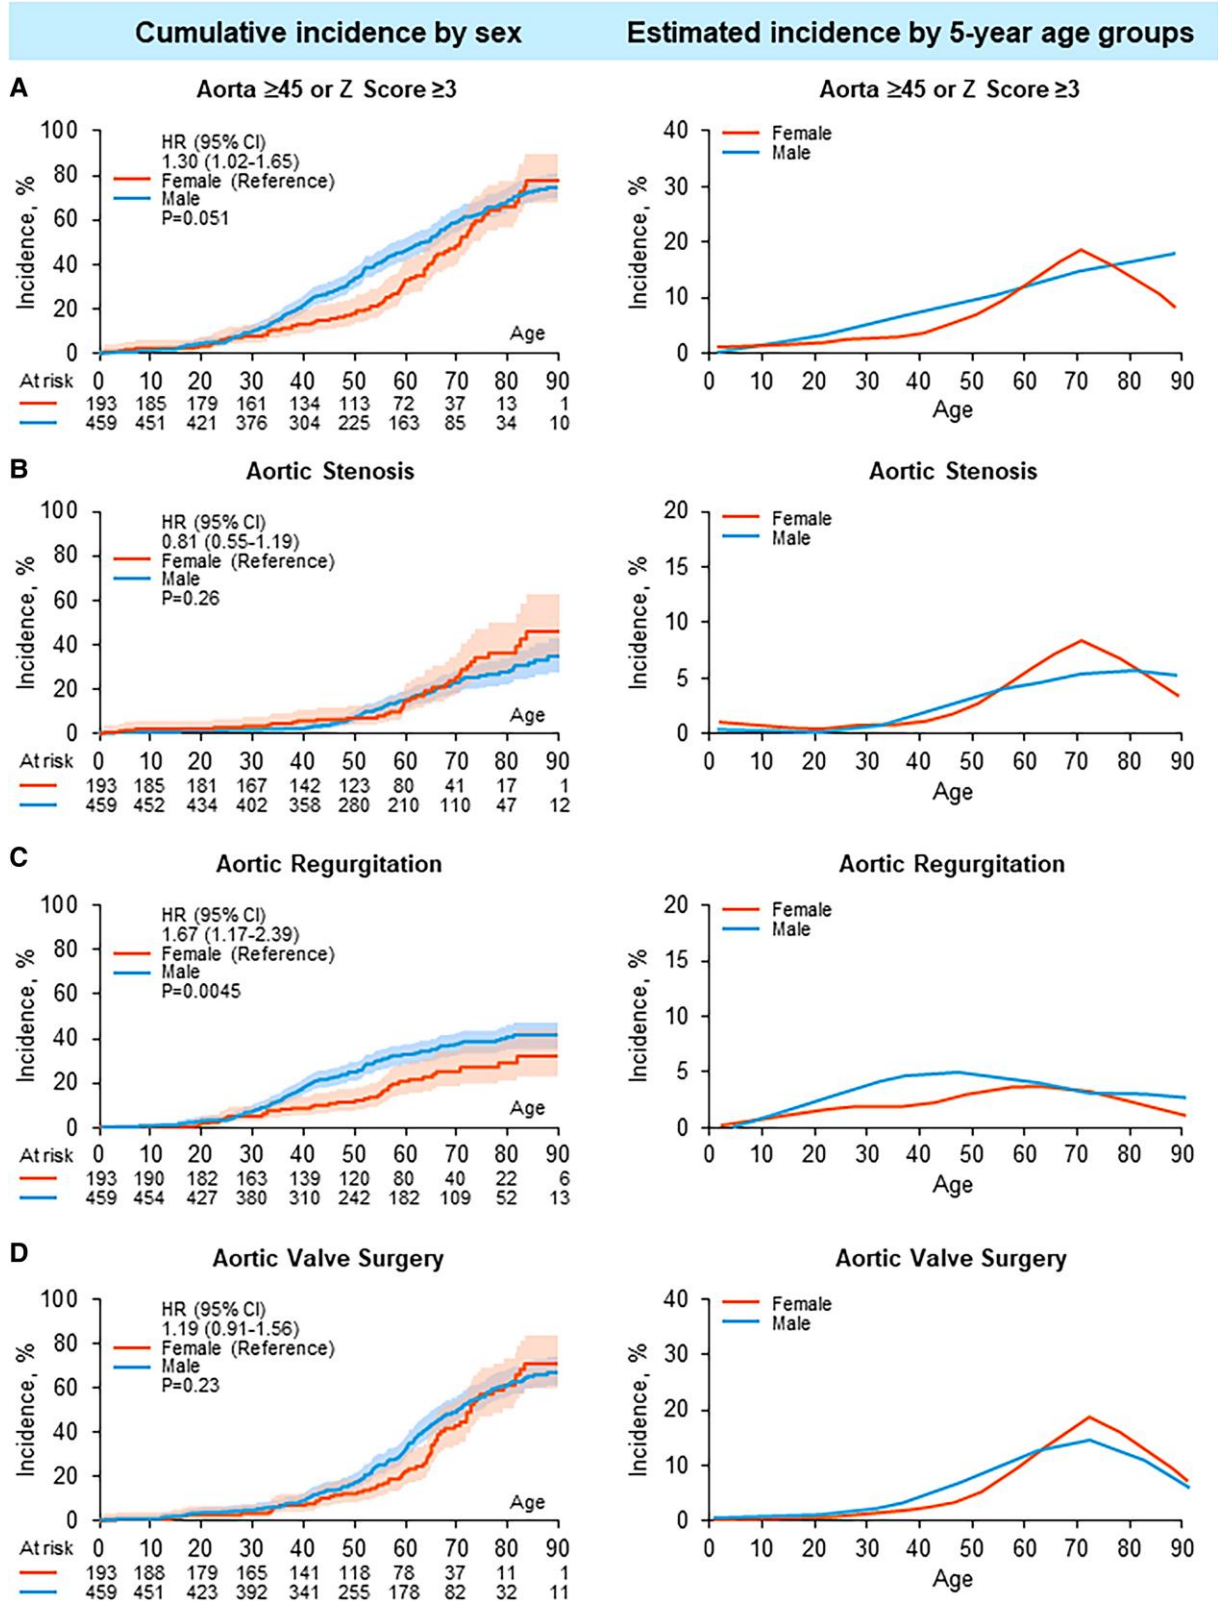 Cumulative incidence by sex
Estimated incidence by 5-year age groups
A
Aorta ≥45 or Z Score ≥3
100
80
60
40
20
0
Incidence, %
HR (95% CI)
1.30 (1.02-1.65)
Female (Reference)
Male
P=0.051
Age
0 10 20 30 40 50 60 70 80 90
At risk
193 185 179 161 134 113 72 37 13 1
459 451 421 376 304 225 163 85 34 10
Aorta ≥45 or Z Score ≥3
40
30
20
10
0
Incidence, %
Female
Male
0 10 20 30 40 50 60 70 80 90
Age
B
Aortic Stenosis
100
80
60
40
20
0
Incidence, %
HR (95% CI)
0.81 (0.55-1.19)
Female (Reference)
Male
P=0.26
Age
0 10 20 30 40 50 60 70 80 90
At risk
193 185 181 167 142 123 80 41 17 1
459 452 434 402 358 280 210 110 47 12
Aortic Stenosis
20
15
10
5
0
Incidence, %
Female
Male
0 10 20 30 40 50 60 70 80 90
Age
C
Aortic Regurgitation
100
80
60
40
20
0
Incidence, %
HR (95% CI)
1.67 (1.17-2.39)
Female (Reference)
Male
P=0.0045
Age
0 10 20 30 40 50 60 70 80 90
At risk
193 190 182 163 139 120 80 40 22 6
459 454 427 380 310 242 182 109 52 13
Aortic Regurgitation
20
15
10
5
0
Incidence, %
Female
Male
0 10 20 30 40 50 60 70 80 90
Age
D
Aortic Valve Surgery
100
80
60
40
20
0
Incidence, %
HR (95% CI)
1.19 (0.91-1.56)
Female (Reference)
Male
P=0.23
Age
0 10 20 30 40 50 60 70 80 90
At risk
193 188 179 165 141 118 78 37 11 1
459 451 423 392 341 255 178 82 32 11
Aortic Valve Surgery
40
30
20
10
0
Incidence, %
Female
Male
0 10 20 30 40 50 60 70 80 90
Age